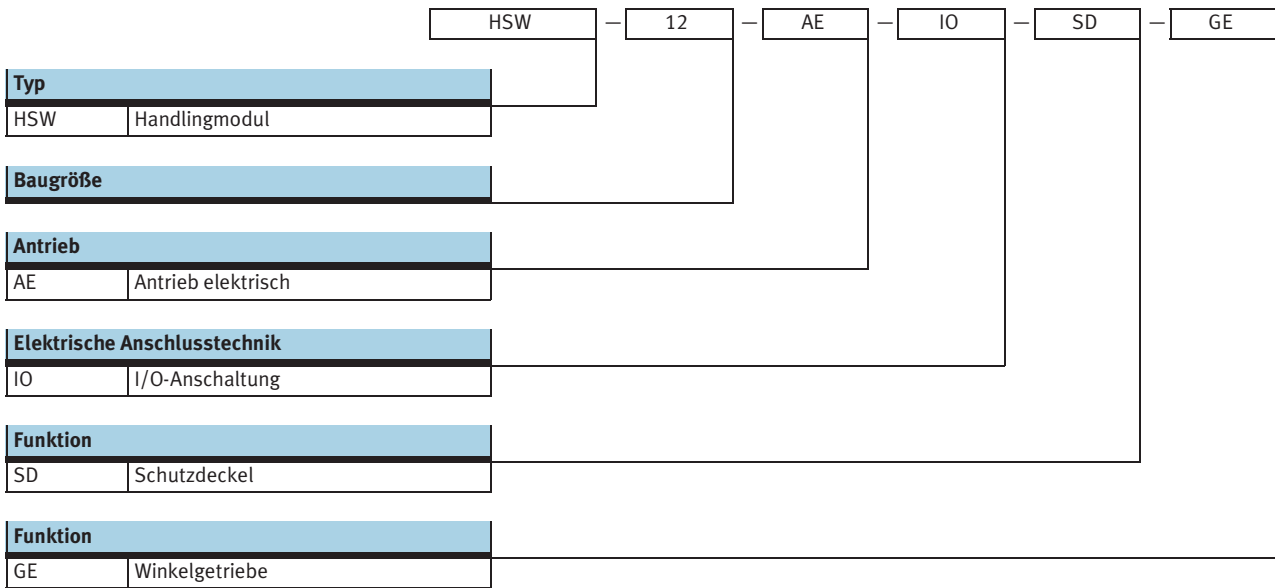 HSW — 12 — AE — IO — SD — GE
Typ
HSW Handlingmodul
Baugröße
Antrieb
AE Antrieb elektrisch
Elektrische Anschlusstechnik
IO I/O-Anschaltung
Funktion
SD Schutzdeckel
Funktion
GE Winkelgetriebe